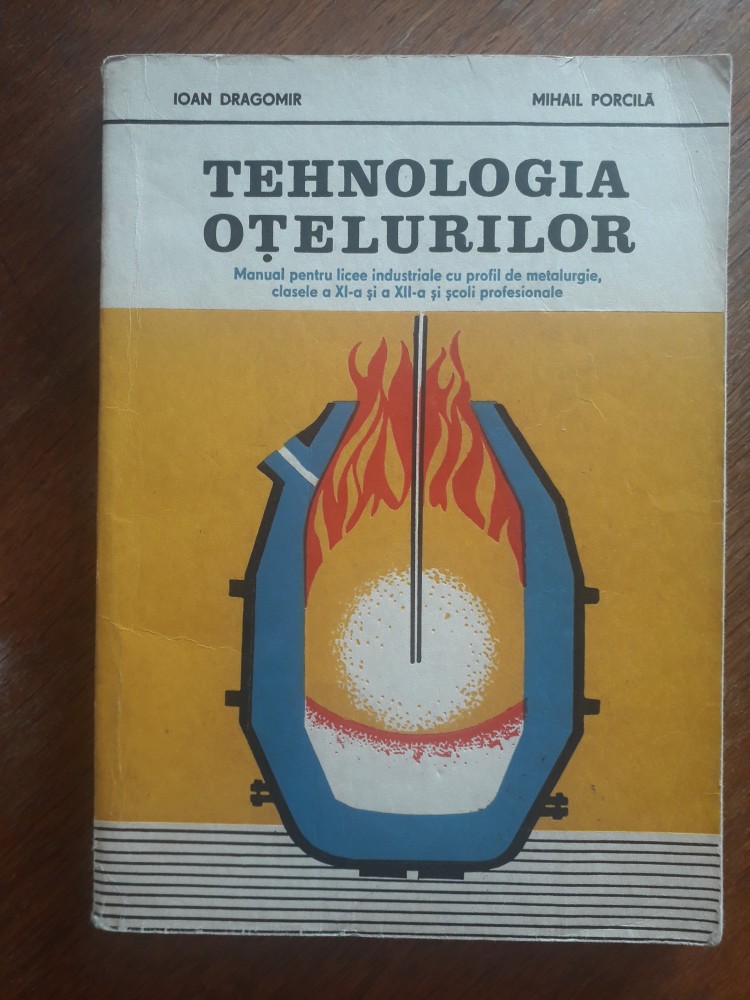 IOAN DRAGOMIR
MIHAIL PORCILĂ
TEHNOLOGIA
OȚELURILOR
Manual pentru licee industriale cu profil de metalurgie,
clasele a XI-a și a XII-a și școli profesionale